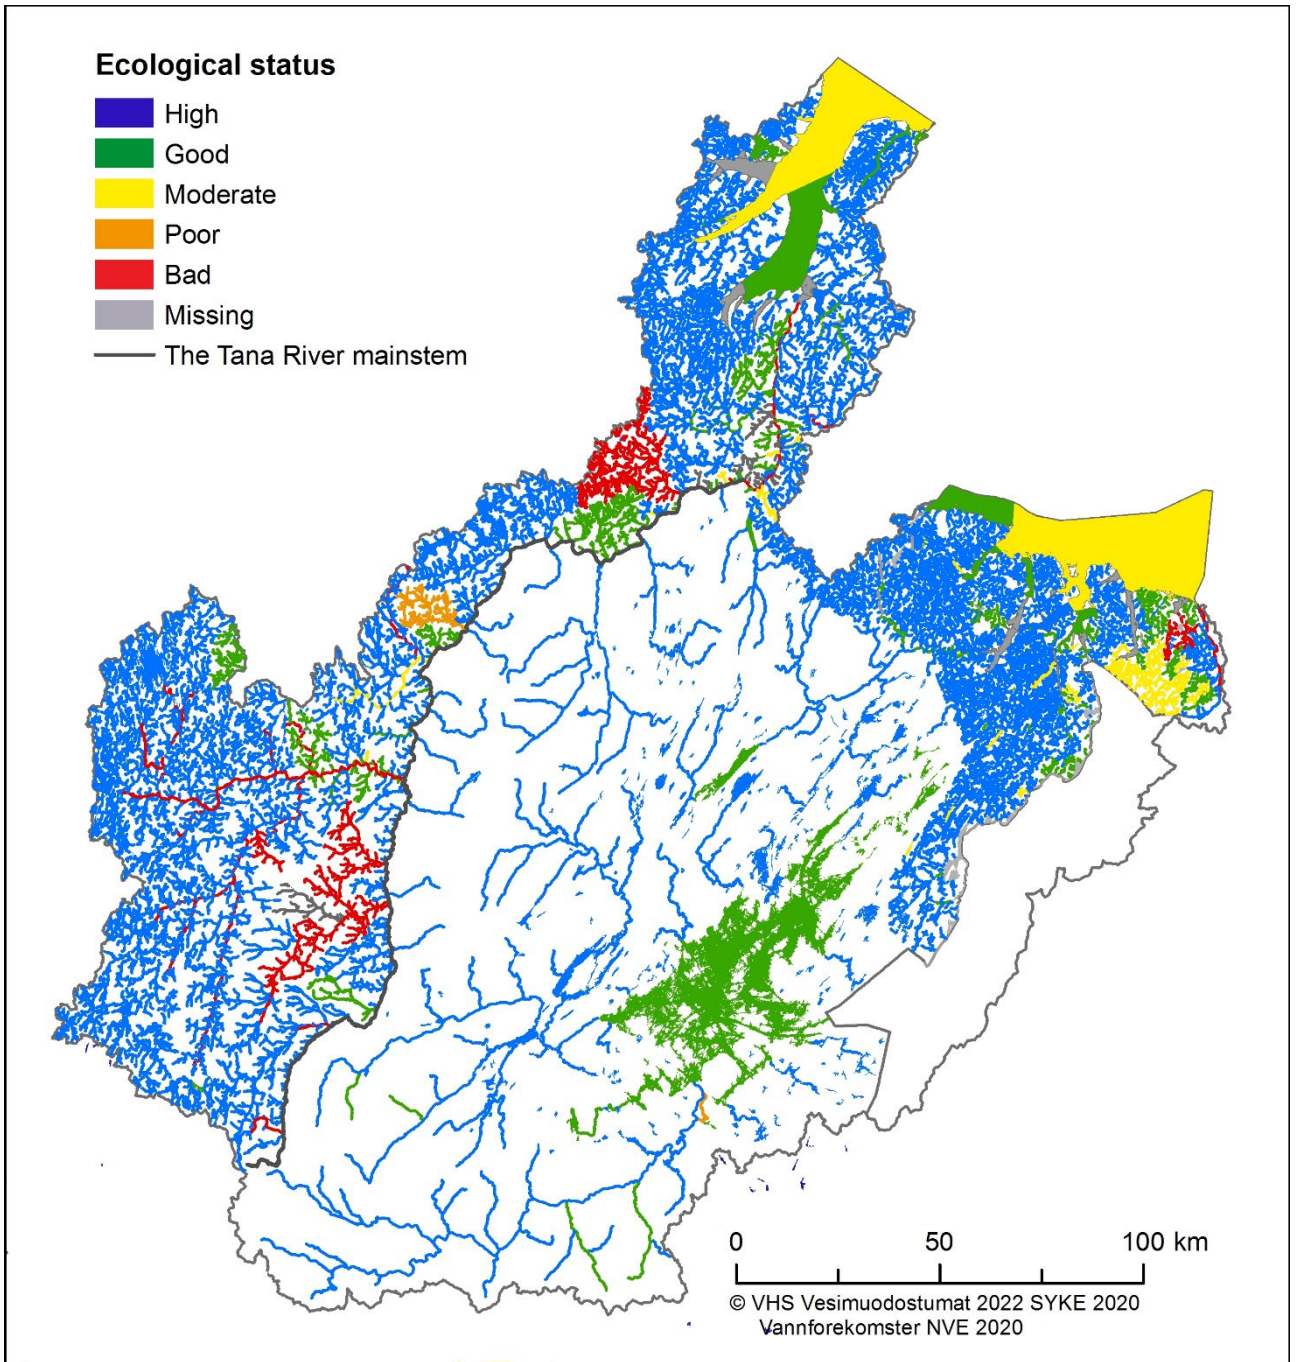 Ecological status
High
Good
Moderate
Poor
Bad
Missing
The Tana River mainstem
0 50 100 km
© VHS Vesimuodostumat 2022 SYKE 2020
Vannforekomster NVE 2020